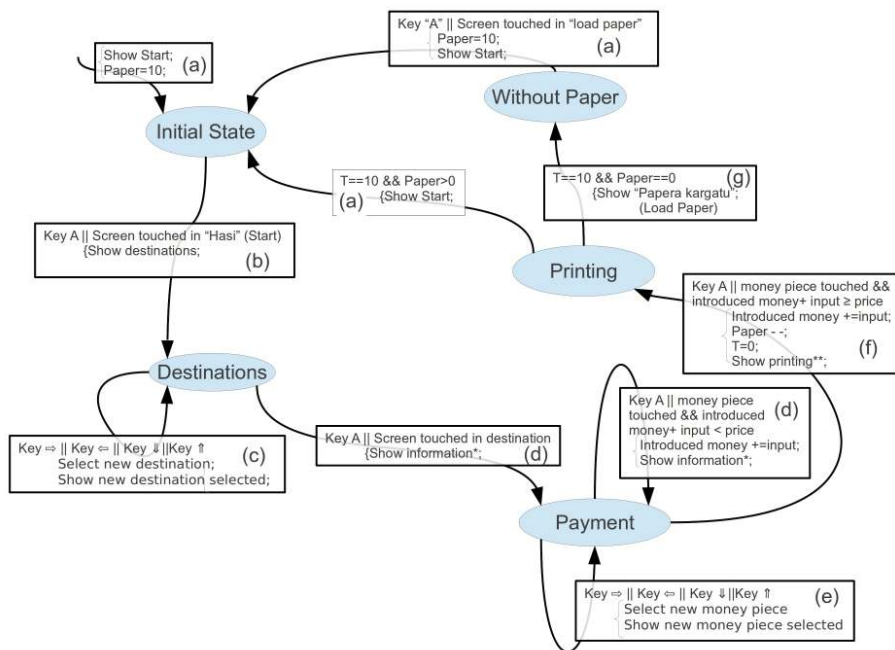 Show Start;
Paper=10;
(a)
Key “A” || Screen touched in “load paper”
Paper=10;
Show Start;
(a)
Without Paper
Initial State
T==10 && Paper>0
{Show Start;
(a)
T==10 && Paper==0
{Show “Papera kargatu”;
(Load Paper)
(g)
Key A || Screen touched in “Hasi” (Start)
{Show destinations;
(b)
Printing
Key A || money piece touched &&
introduced money+ input ≥ price
Introduced money +=input;
Paper - -;
T=0;
Show printing**;
(f)
Destinations
Key A || money piece
touched && introduced
money+ input < price
Introduced money +=input;
Show information*;
(d)
Key ⇨ || Key ⇦ || Key ⇓||Key ⇑
Select new destination;
Show new destination selected;
(c)
Key A || Screen touched in destination
{Show information*;
(d)
Payment
Key ⇨ || Key ⇦ || Key ⇓||Key ⇑
Select new money piece
Show new money piece selected
(e)